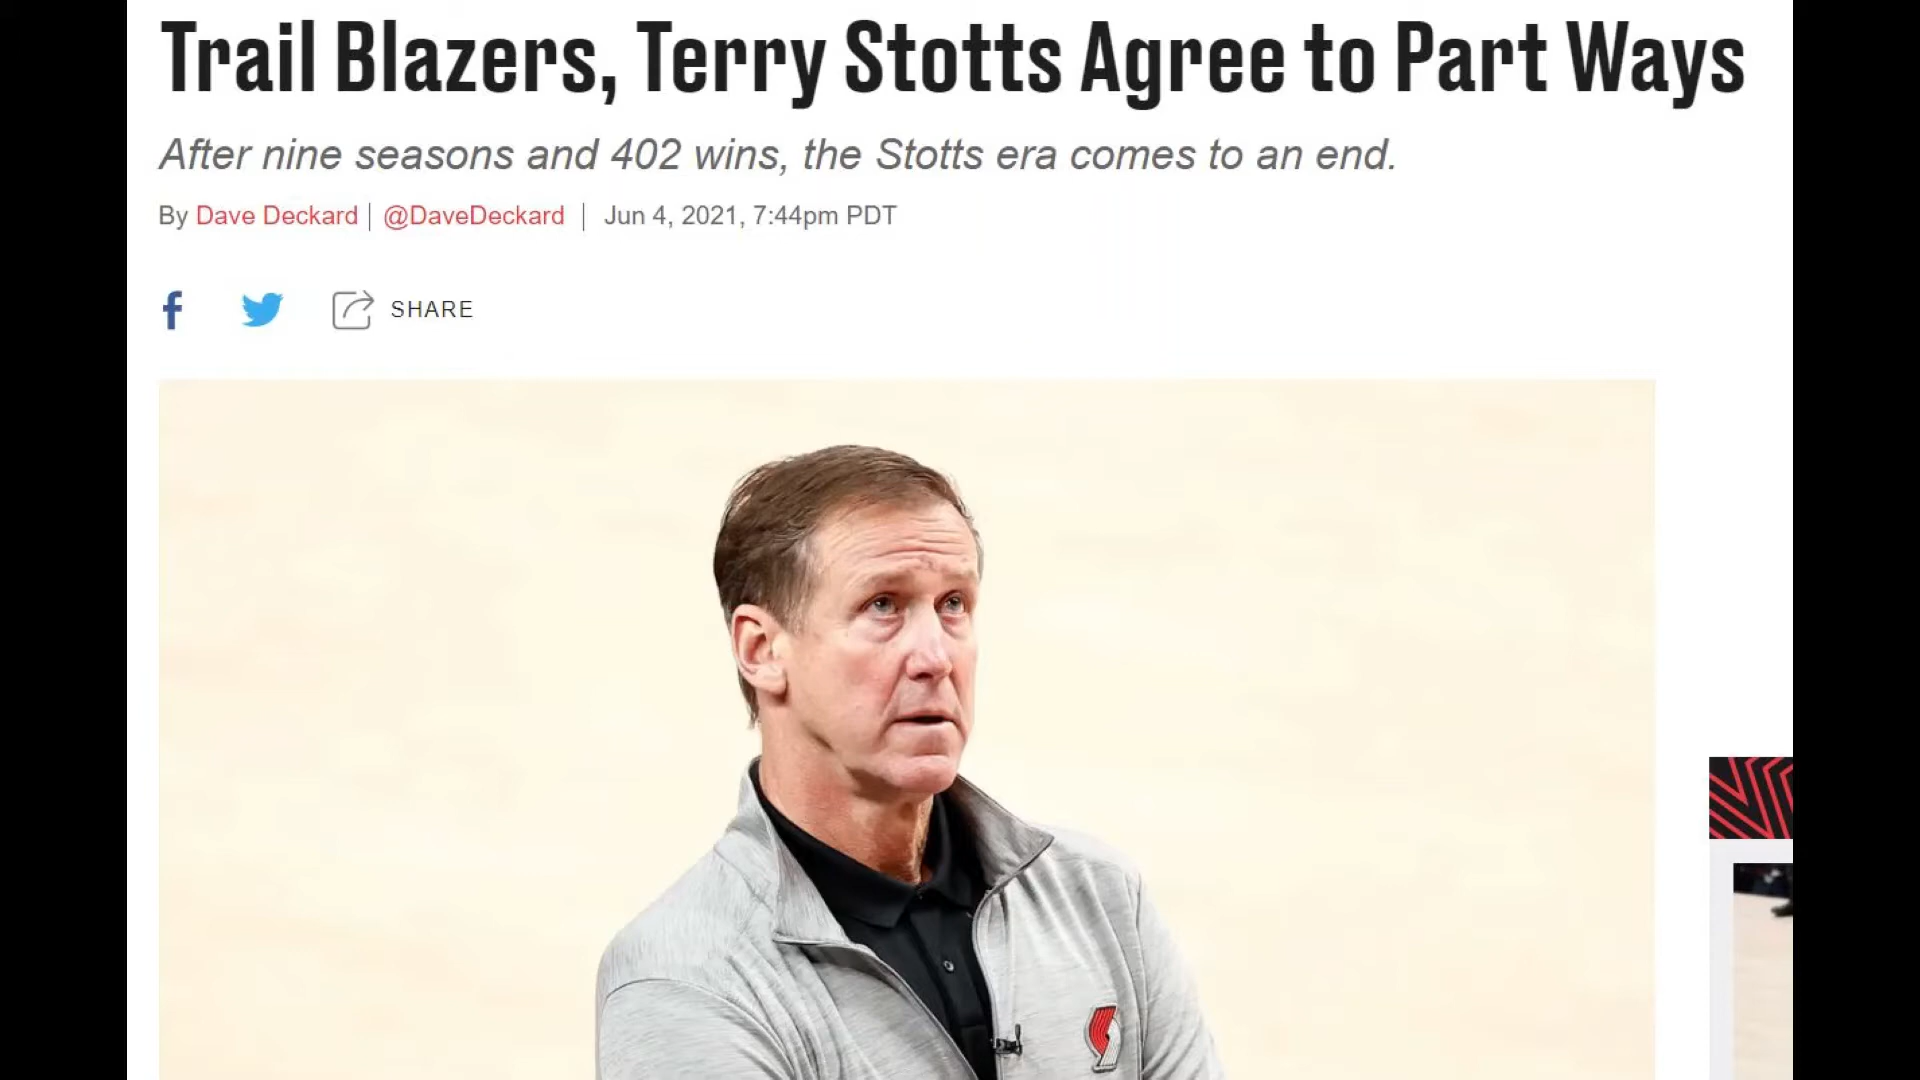 Trail Blazers, Terry Stotts Agree to Part Ways
After nine seasons and 402 wins, the Stotts era comes to an end.
By Dave Deckard | @DaveDeckard | Jun 4, 2021, 7:44pm PDT
SHARE